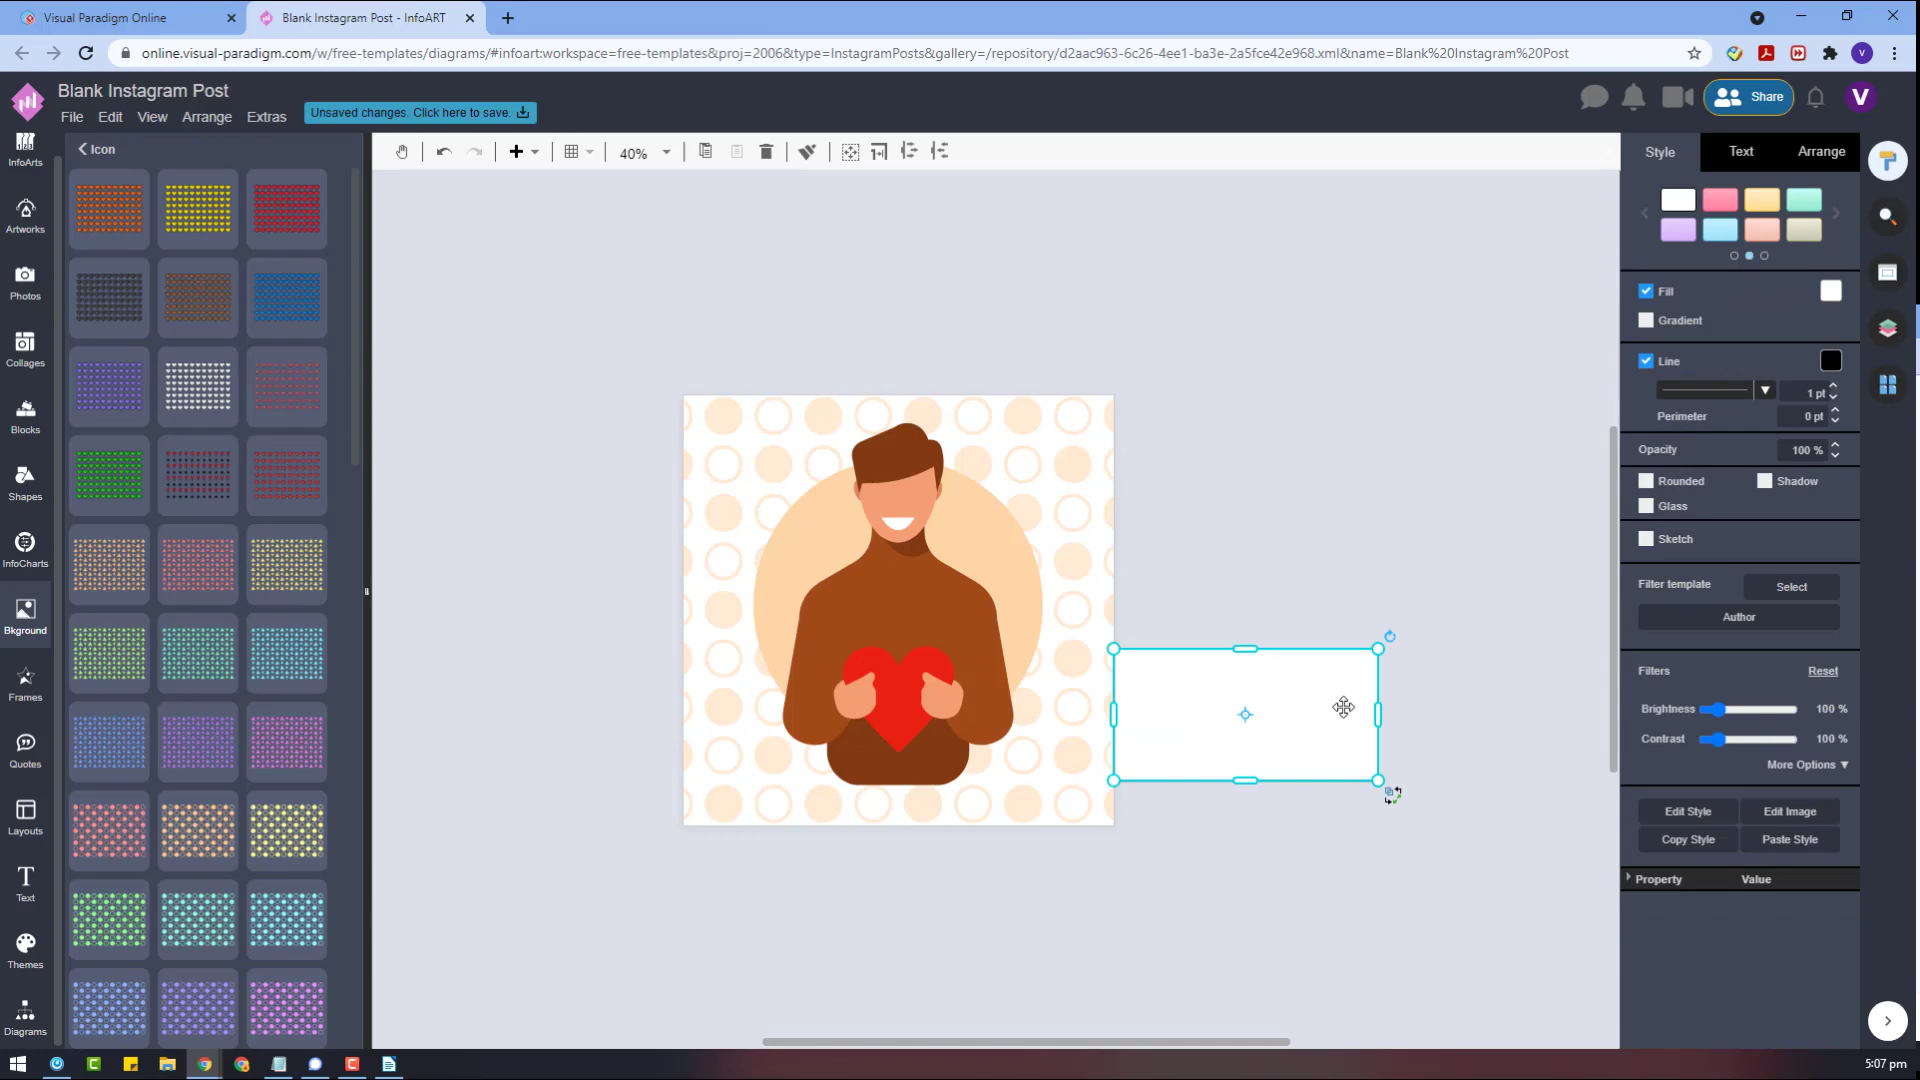 Visual Paradigm Online
Blank Instagram Post - InfoART
online.visual-paradigm.com/w/free-templates/diagrams/#infoart:workspace=free-templates&proj=2006&type=InstagramPosts&gallery=/repository/d2aac963-6c26-4ee1-ba3e-2a5fce42e968.xml&name=Blank%20Instagram%20Post
V
Blank Instagram Post
File
Edit
View
Arrange
Extras
Unsaved changes. Click here to save.
Share
V
InfoArts
Artworks
Photos
Collages
Blocks
Shapes
InfoCharts
Bkground
Frames
Quotes
Layouts
Text
Themes
Diagrams
Icon
40%
Style
Text
Arrange
Fill
Gradient
Line
1 pt
Perimeter
0 pt
Opacity
100 %
Rounded
Shadow
Glass
Sketch
Filter template
Select
Author
Filters
Reset
Brightness
100 %
Contrast
100 %
More Options ▼
Edit Style
Edit Image
Copy Style
Paste Style
Property
Value
5:07 pm